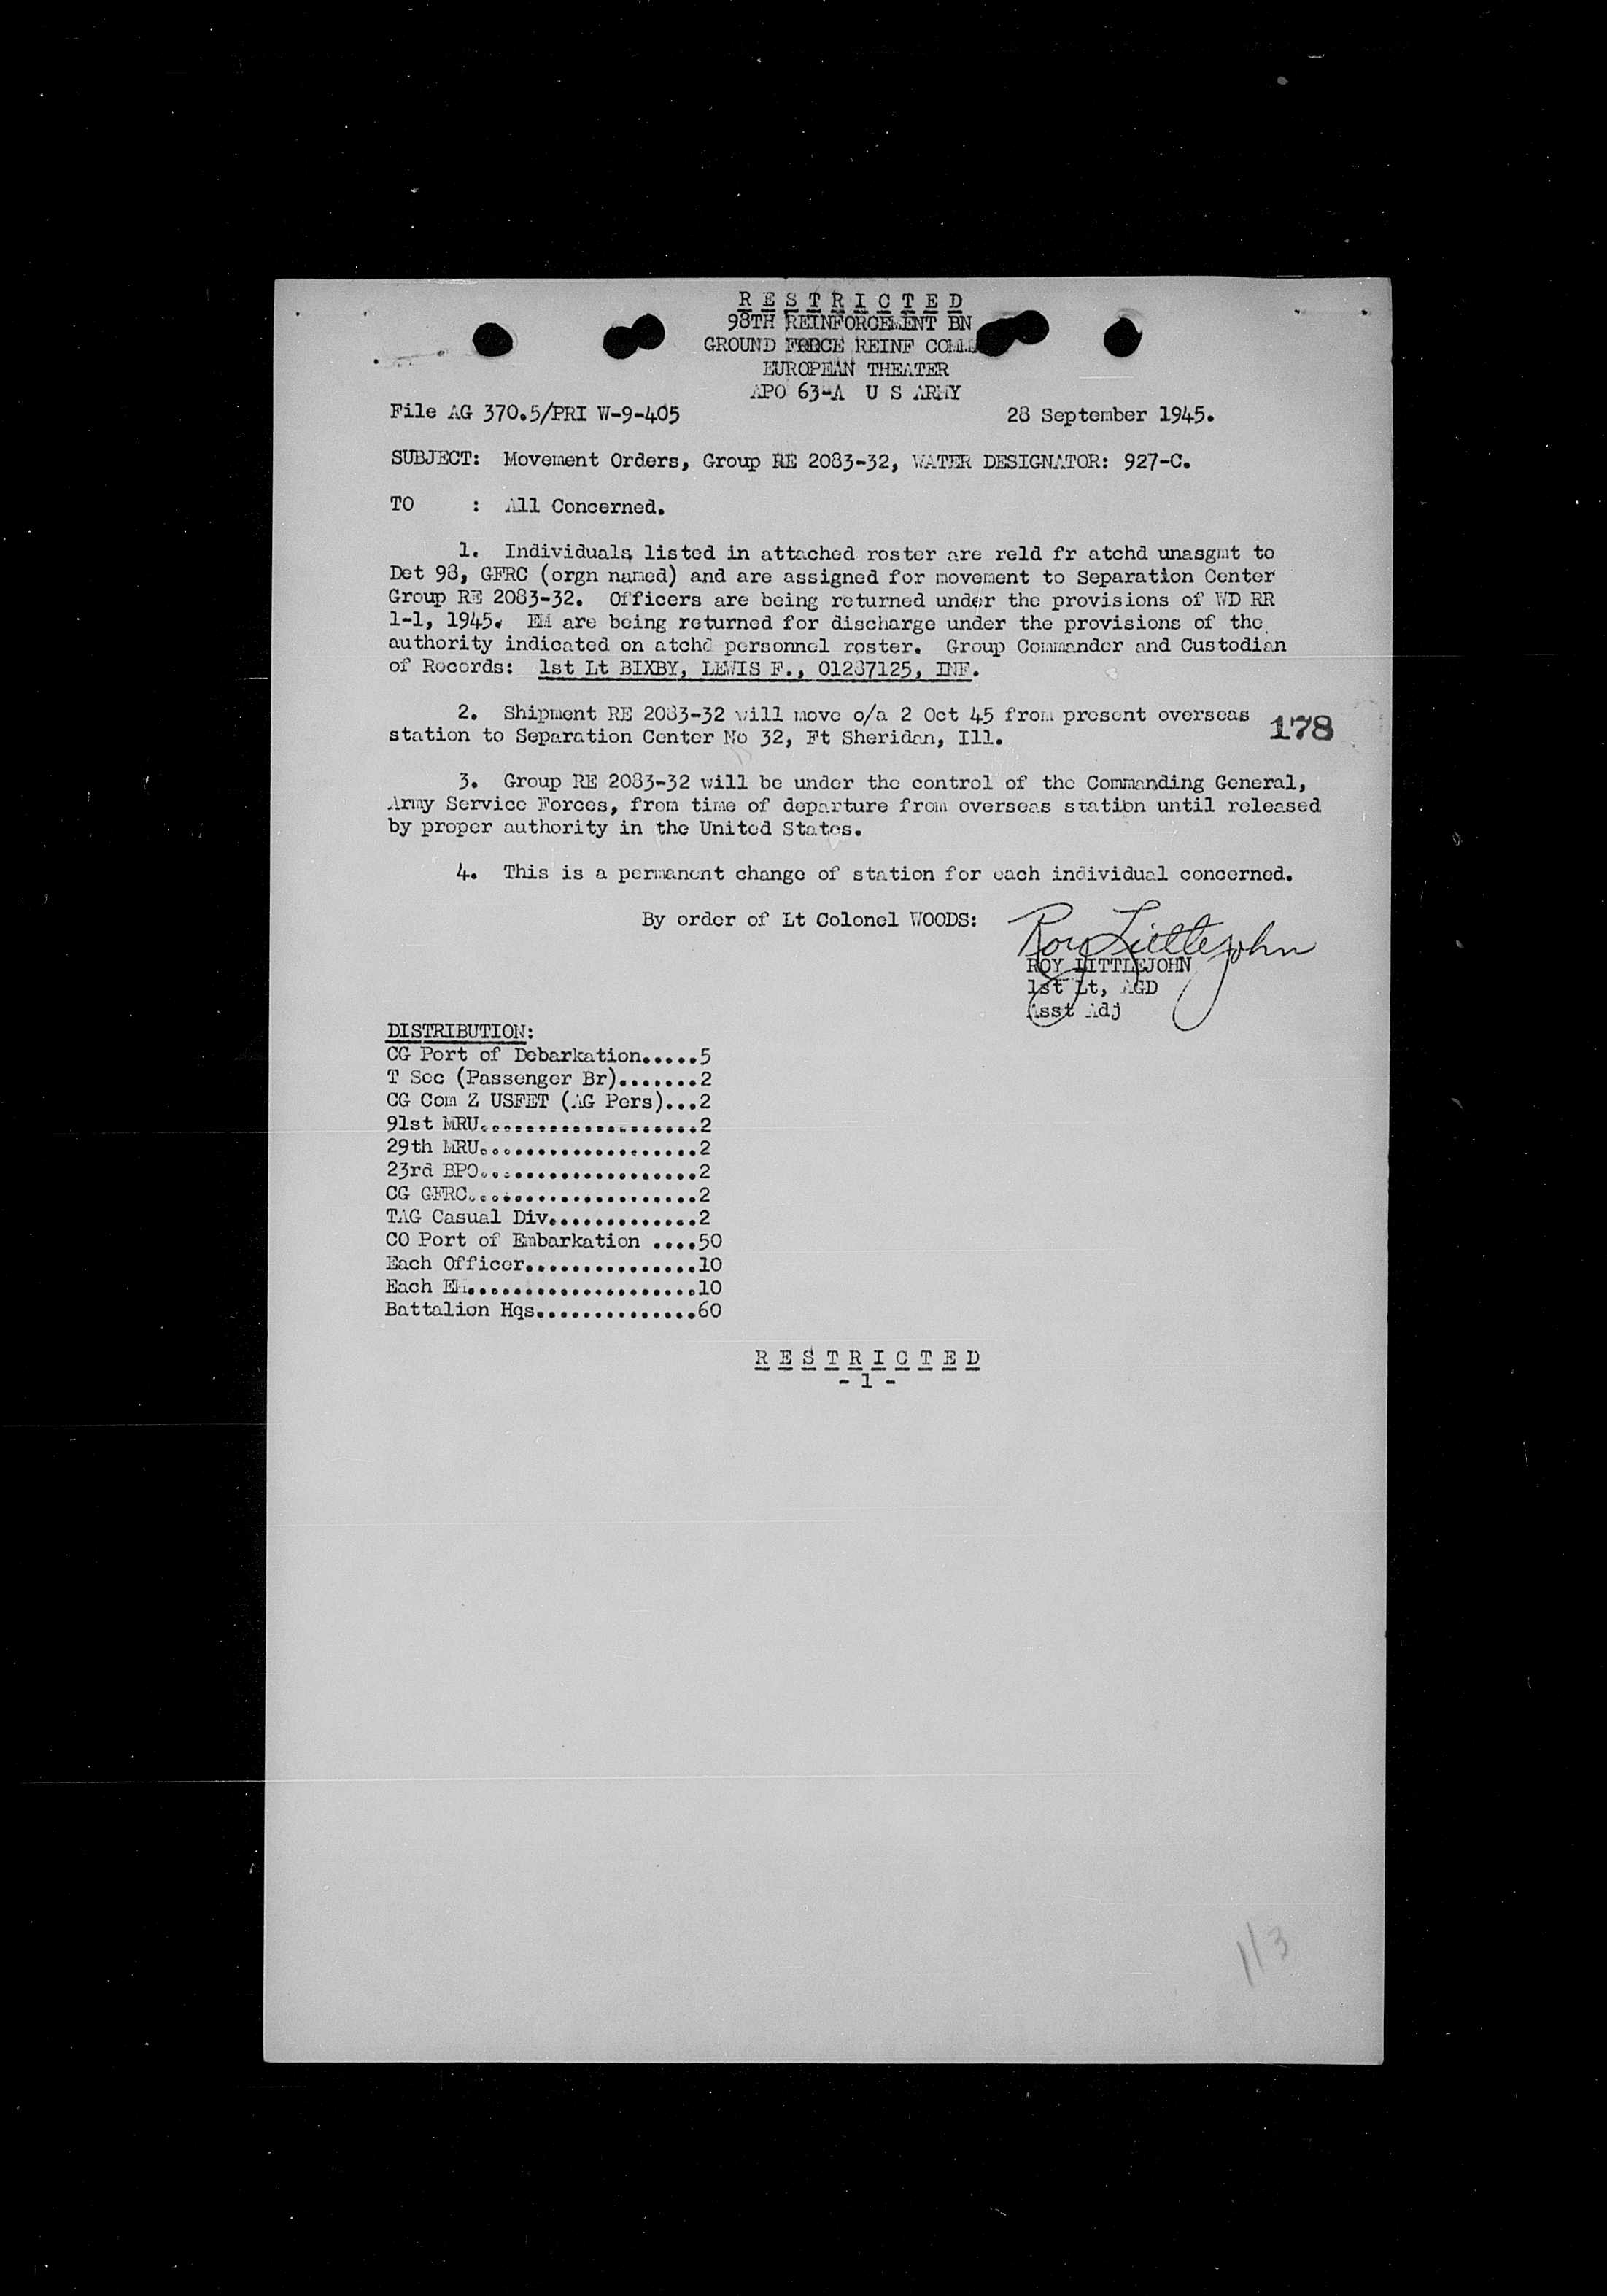 R E S T R I C T E D
98TH REINFORCEMENT BN
GROUND FORCE REINF
EUROPEAN THEATER
APO 63-A U S ARMY
File AG 370.5/PRI W-9-405 28 September 1945.
SUBJECT: Movement Orders, Group RE 2083-32, WATER DESIGNATOR: 927-C.
TO : All Concerned.
1. Individuals listed in attached roster are reld fr atchd unasgmt to
Det 98, GFRC (orgn named) and are assigned for movement to Separation Center
Group RE 2083-32. Officers are being returned under the provisions of WD RR
1-1, 1945. EM are being returned for discharge under the provisions of the
authority indicated on atchd personnel roster. Group Commander and Custodian
of Records: 1st Lt BIXBY, LEWIS F., 01287125, INF.
2. Shipment RE 2083-32 will move o/a 2 Oct 45 from present overseas
station to Separation Center No 32, Ft Sheridan, Ill.
178
3. Group RE 2083-32 will be under the control of the Commanding General,
Army Service Forces, from time of departure from overseas station until released
by proper authority in the United States.
4. This is a permanent change of station for each individual concerned.
By order of Lt Colonel WOODS:
Roy Littlejohn
ROY LITTLEJOHN
1st Lt, AGD
Asst Adj
DISTRIBUTION:
CG Port of Debarkation.....5
T Sec (Passenger Br).......2
CG Com Z USFET (AG Pers)...2
91st MRU...................2
29th MRU...................2
23rd BPO...................2
CG GFRC....................2
TAG Casual Div.............2
CO Port of Embarkation ....50
Each Officer...............10
Each EM....................10
Battalion Hqs..............60
R E S T R I C T E D
- 1 -
113